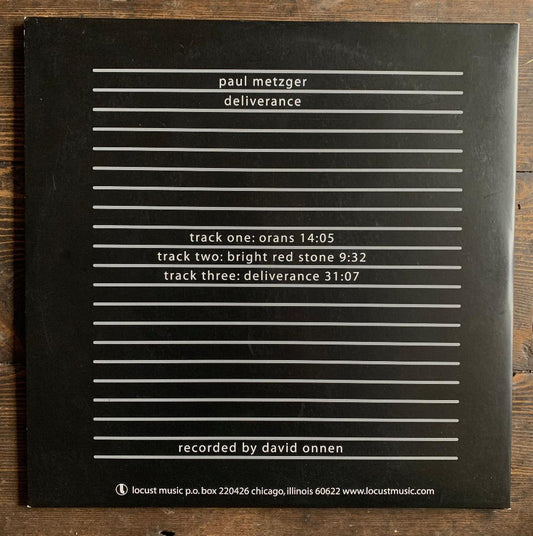 paul metzger
deliverance
track one: orans 14:05
track two: bright red stone 9:32
track three: deliverance 31:07
recorded by david onnen
locust music p.o. box 220426 chicago, illinois 60622 www.locustmusic.com